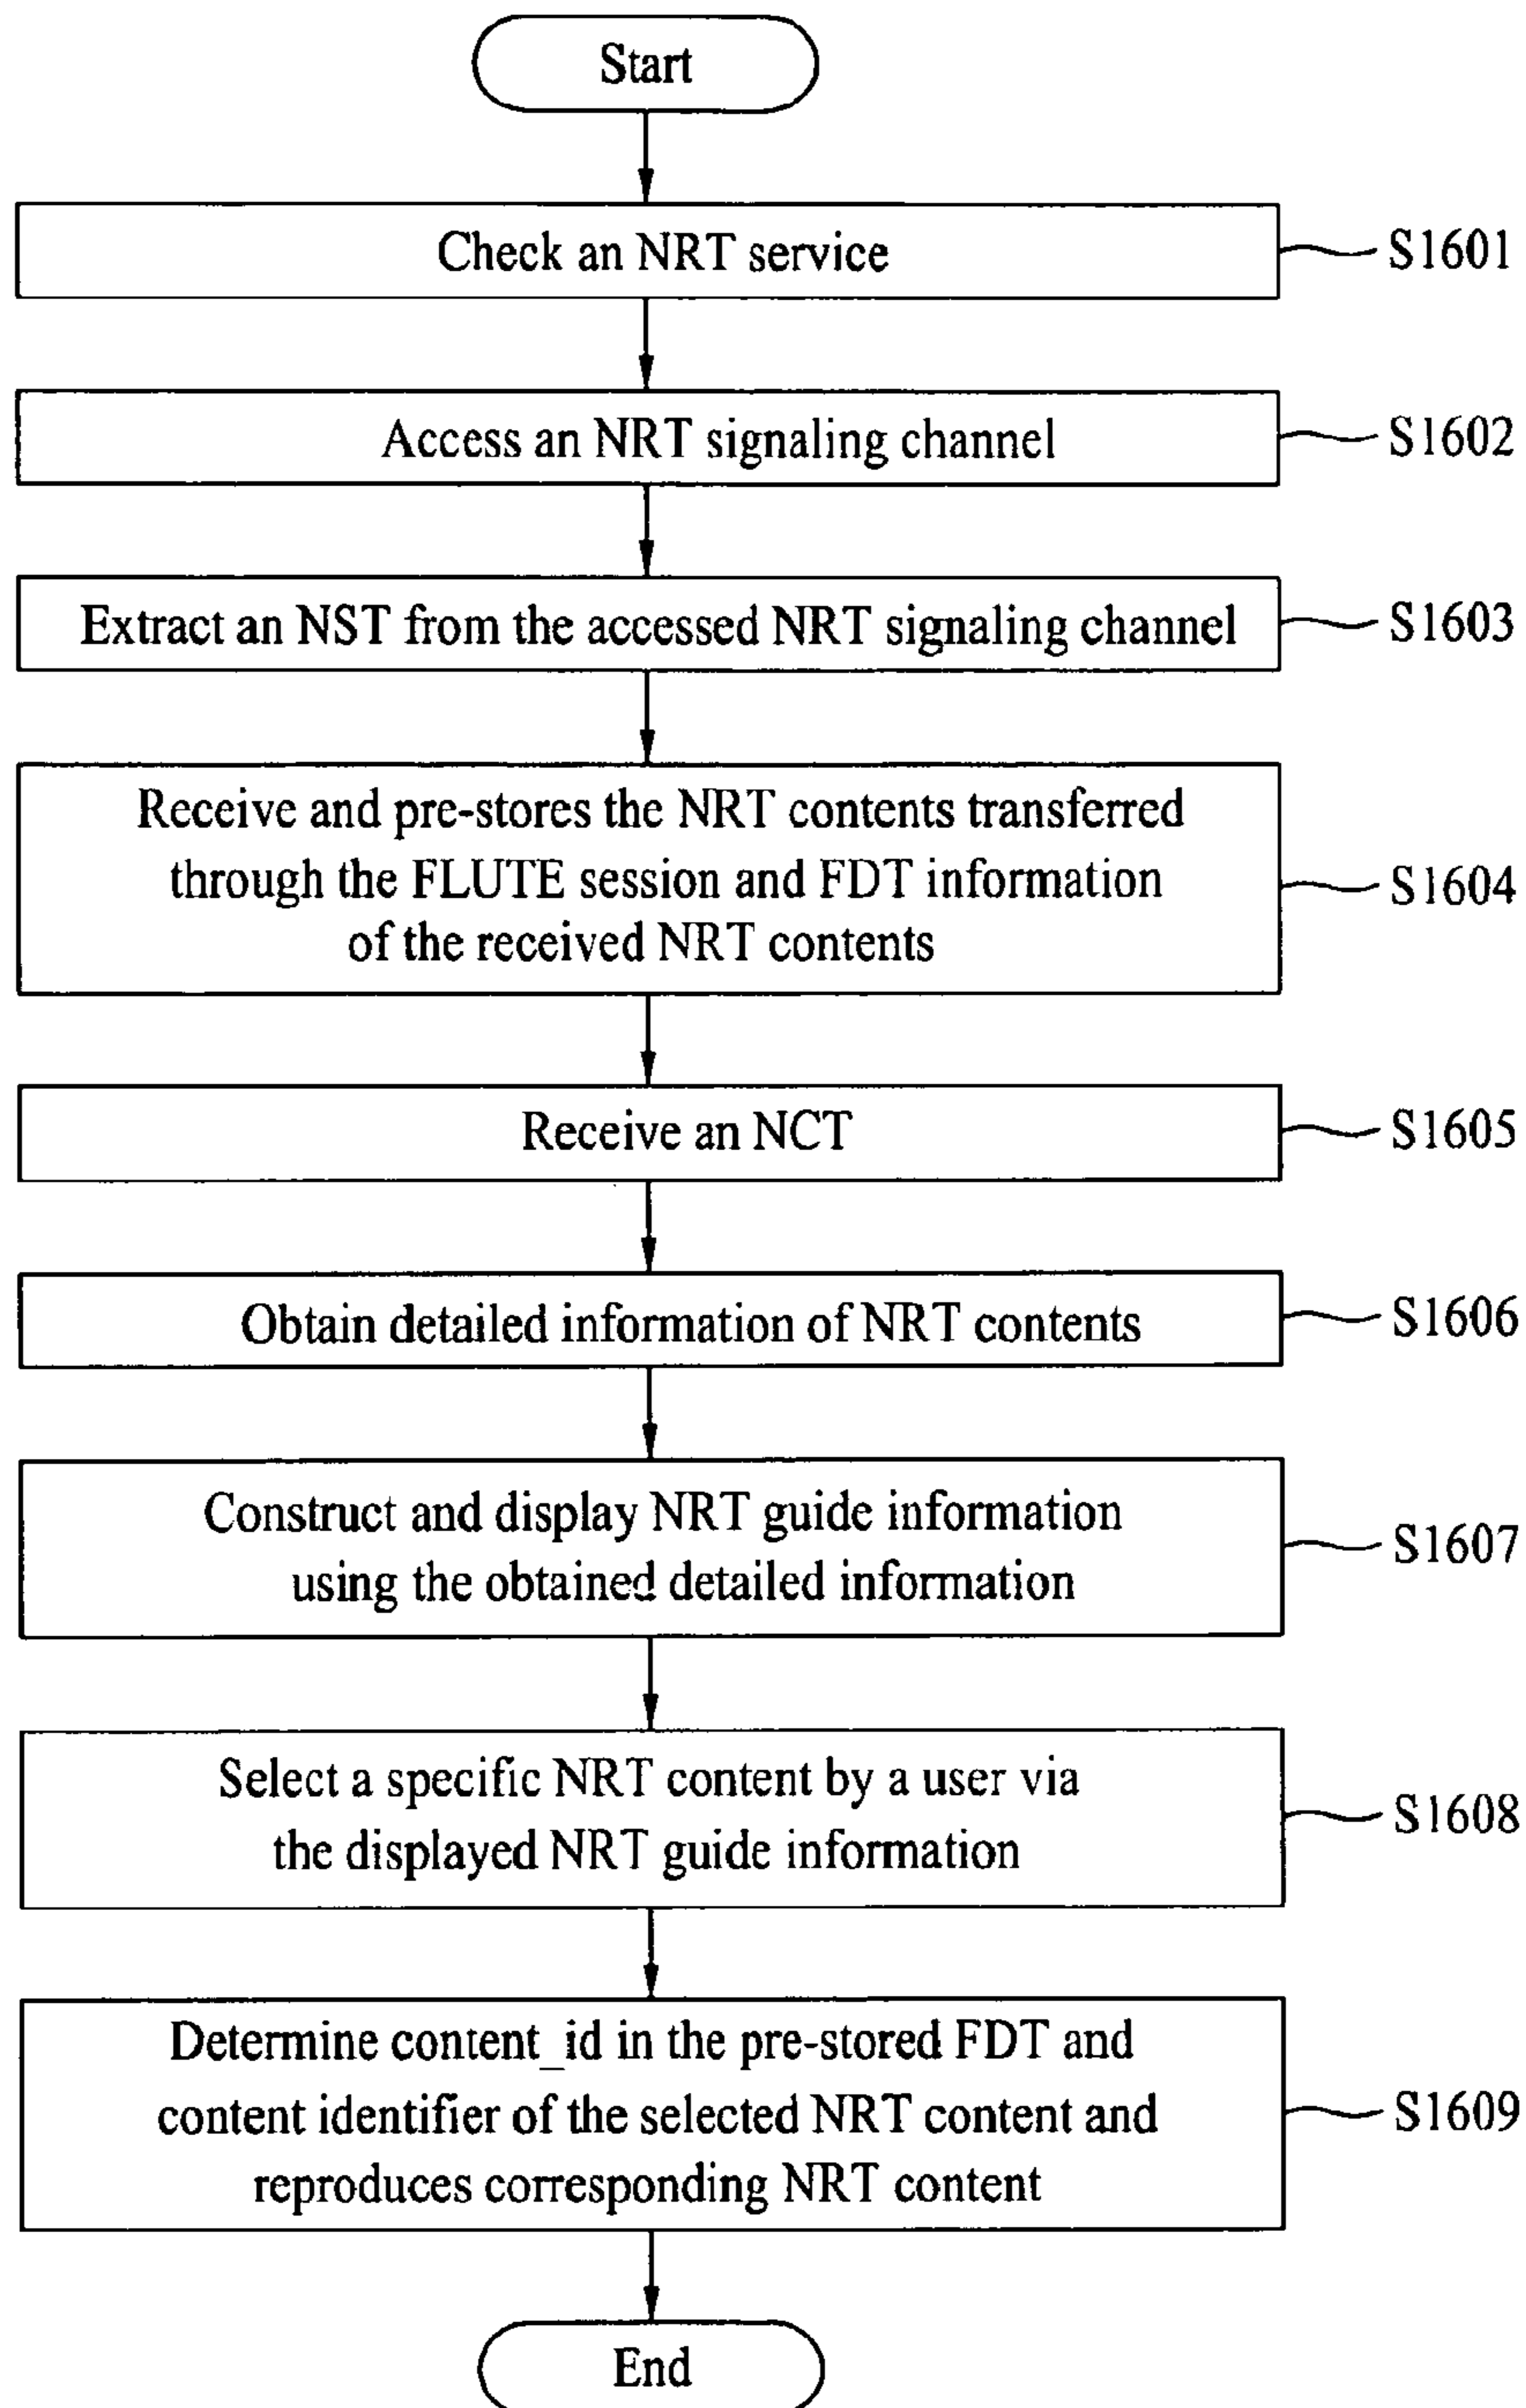 Start
Check an NRT service
S1601
Access an NRT signaling channel
S1602
Extract an NST from the accessed NRT signaling channel
S1603
Receive and pre-stores the NRT contents transferred
through the FLUTE session and FDT information
of the received NRT contents
S1604
Receive an NCT
S1605
Obtain detailed information of NRT contents
S1606
Construct and display NRT guide information
using the obtained detailed information
S1607
Select a specific NRT content by a user via
the displayed NRT guide information
S1608
Determine content_id in the pre-stored FDT and
content identifier of the selected NRT content and
reproduces corresponding NRT content
S1609
End